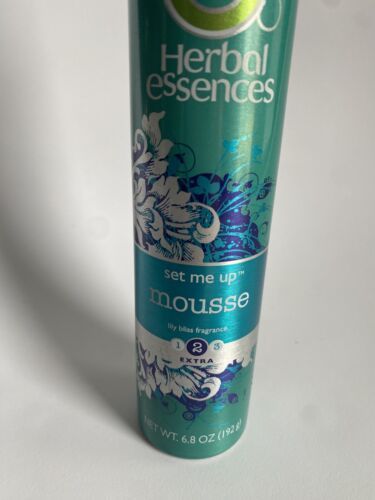 Herbal
essences
set me up™
mousse
lily bliss fragrance
1 2 3
EXTRA
NET WT. 6.8 OZ (192 g)